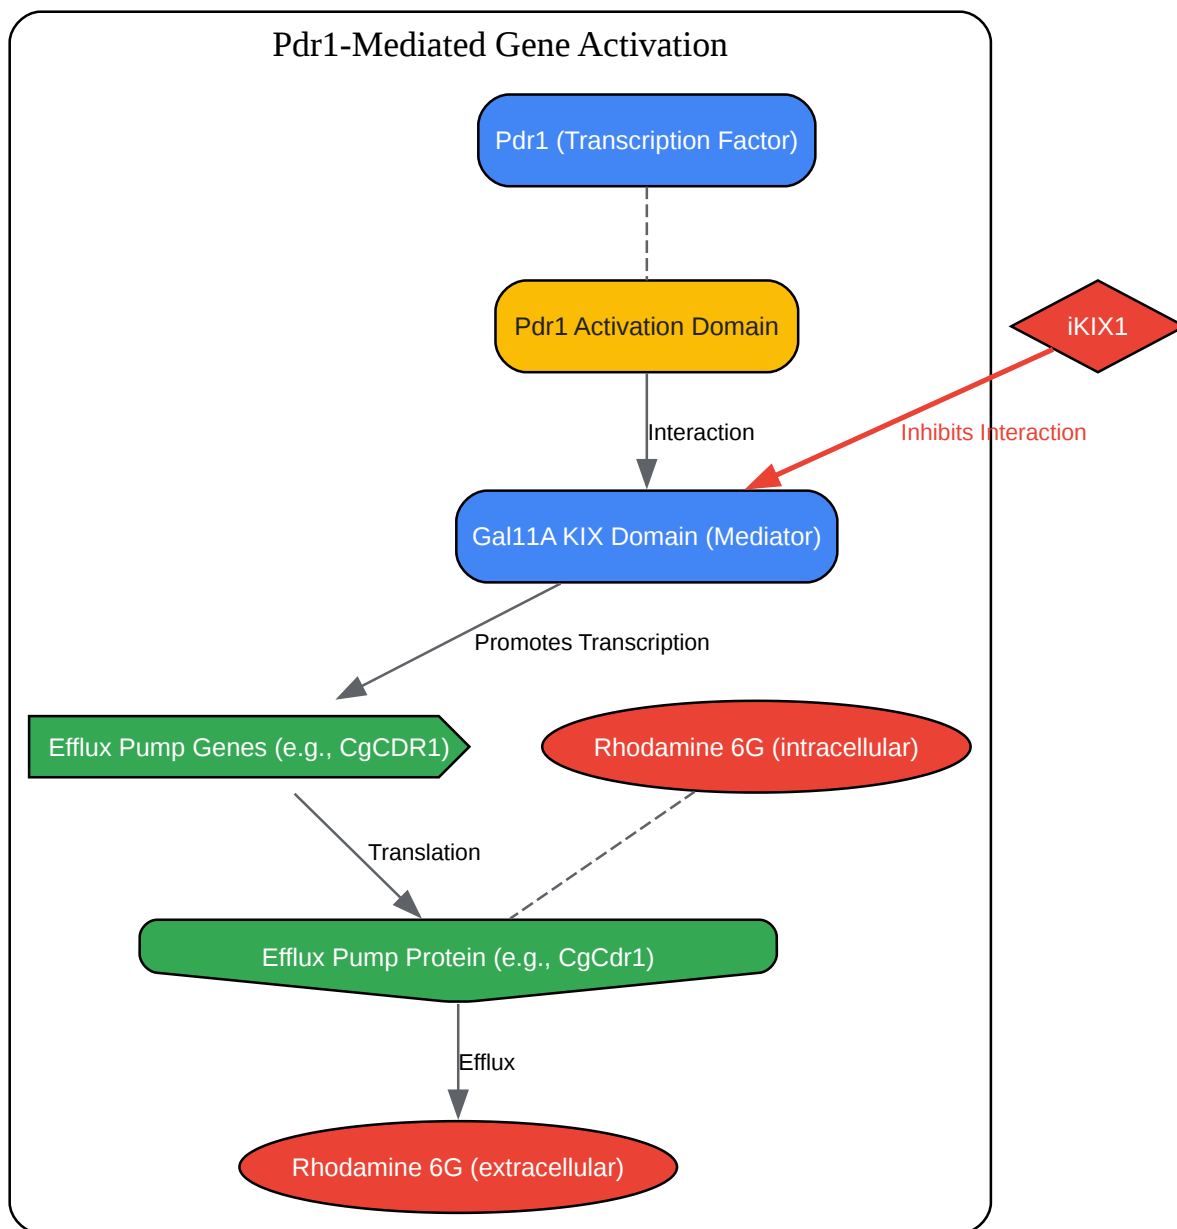 Pdr1-Mediated Gene Activation
Pdr1 (Transcription Factor)
Pdr1 Activation Domain
iKIX1
Interaction
Inhibits Interaction
Gal11A KIX Domain (Mediator)
Promotes Transcription
Efflux Pump Genes (e.g., CgCDR1)
Rhodamine 6G (intracellular)
Translation
Efflux Pump Protein (e.g., CgCdr1)
Efflux
Rhodamine 6G (extracellular)